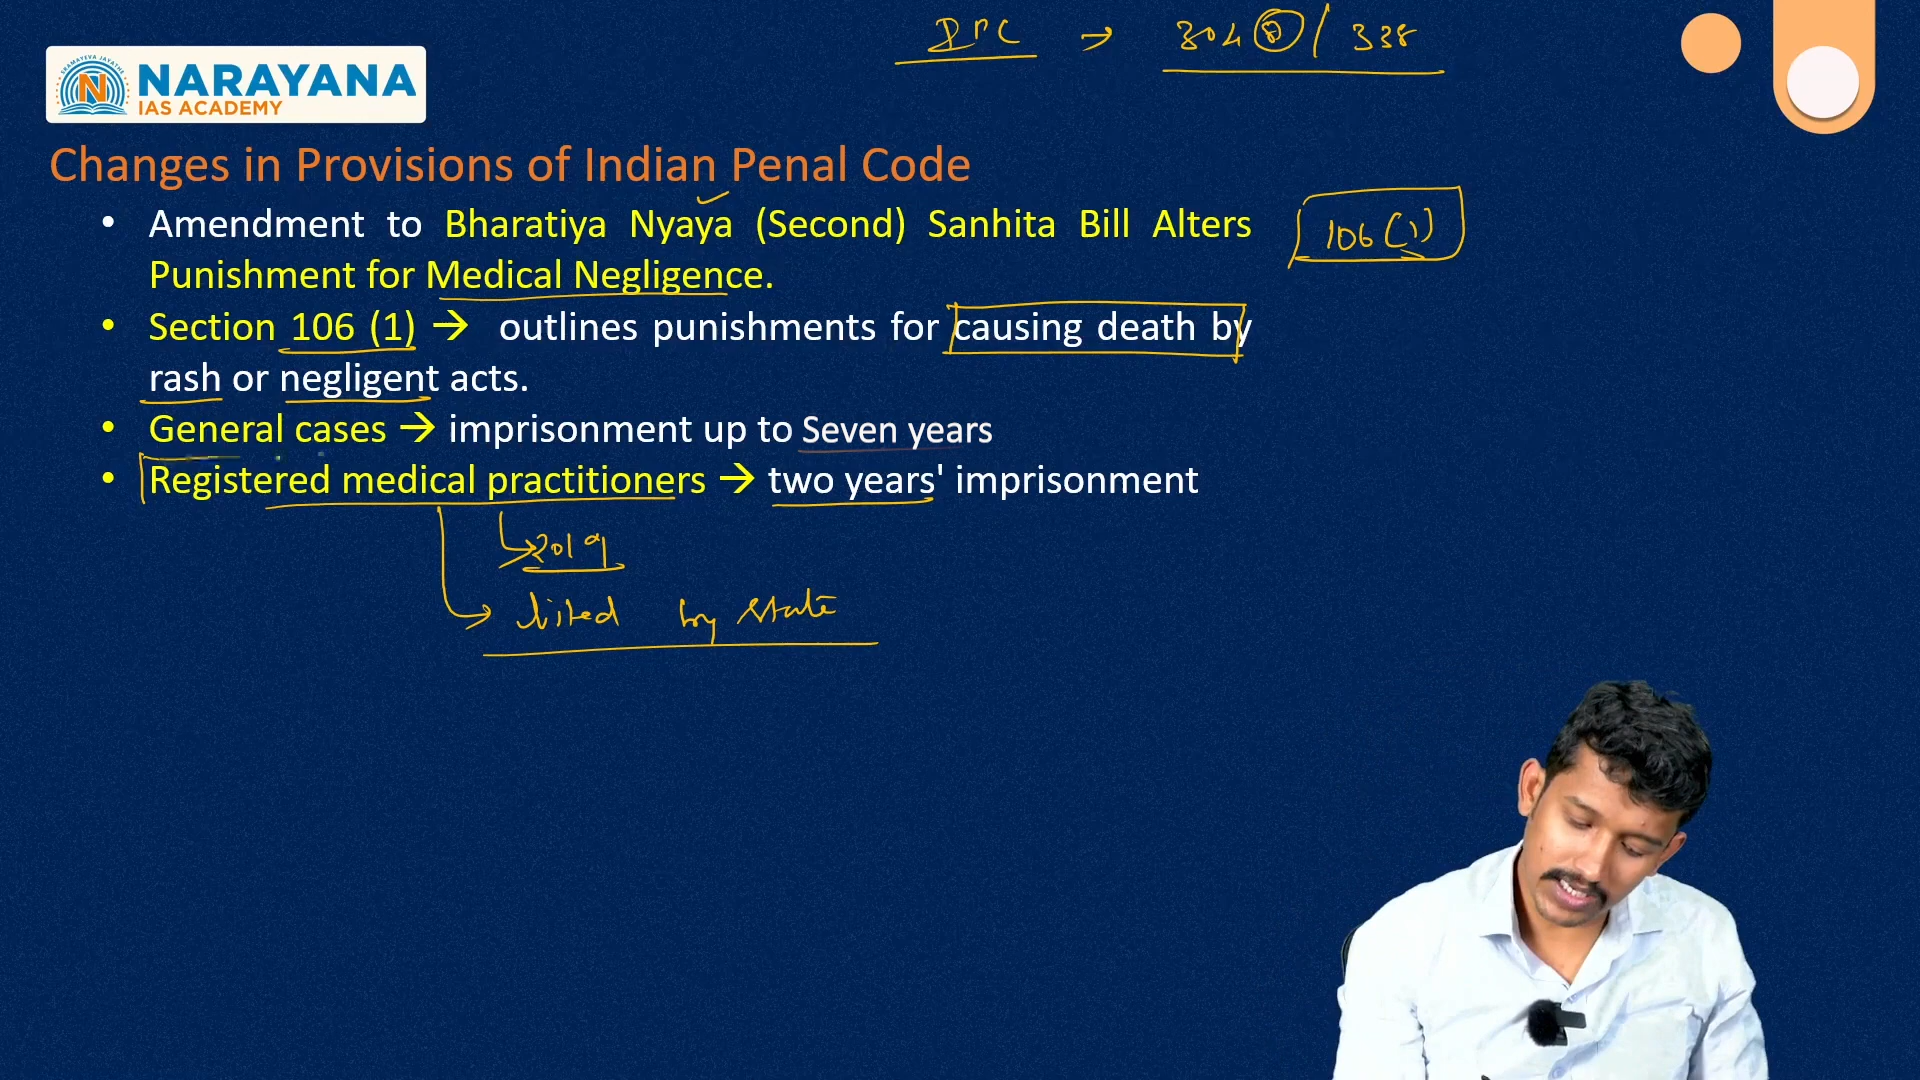 IPC → 304 A / 338
NARAYANA
IAS ACADEMY
Changes in Provisions of Indian Penal Code
• Amendment to Bharatiya Nyaya (Second) Sanhita Bill Alters
Punishment for Medical Negligence.
106 (1)
• Section 106 (1) → outlines punishments for causing death by
rash or negligent acts.
• General cases → imprisonment up to Seven years
• Registered medical practitioners → two years' imprisonment
2019
by state